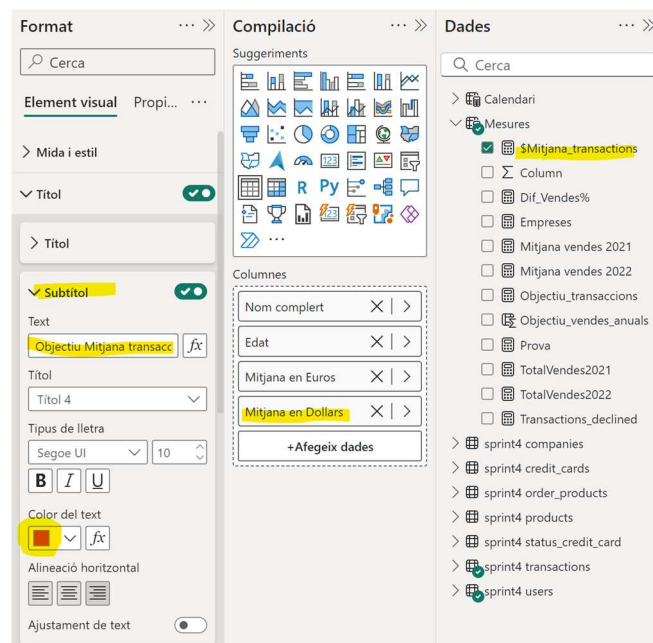 Format
Cerca
Element visual Propi...
Mida i estil
Títol
Títol
Subtítol
Text
Objectiu Mitjana transacc
fx
Títol
Títol 4
Tipus de lletra
Segoe UI 10
B I U
Color del text
fx
Alineació horitzontal
Ajustament de text
Compilació
Suggeriments
123
R Py
123
Columnes
Nom complert
Edat
Mitjana en Euros
Mitjana en Dollars
+Afegeix dades
Dades
Cerca
Calendari
Mesures
$Mitjana_transactions
Column
Dif_Vendes%
Empreses
Mitjana vendes 2021
Mitjana vendes 2022
Objectiu_transaccions
Objectiu_vendes_anuals
Prova
TotalVendes2021
TotalVendes2022
Transactions_declined
sprint4 companies
sprint4 credit_cards
sprint4 order_products
sprint4 products
sprint4 status_credit_card
sprint4 transactions
sprint4 users